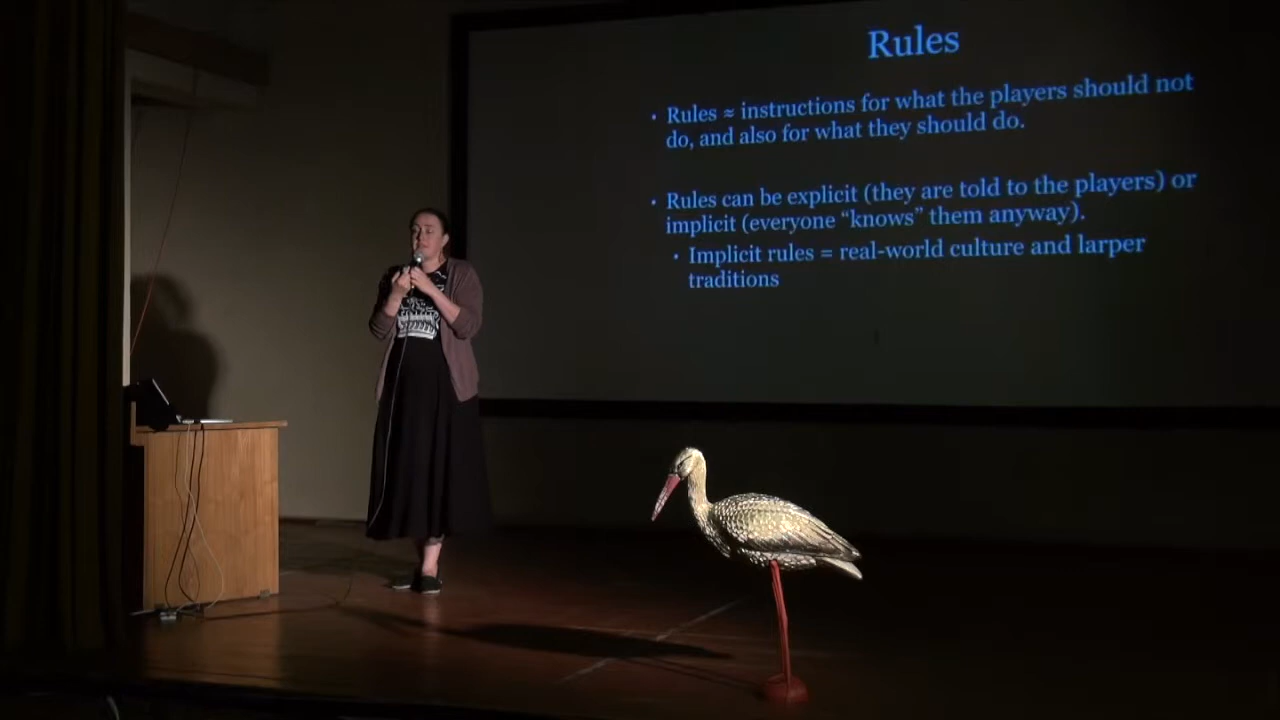 Rules
• Rules ≈ instructions for what the players should not
do, and also for what they should do.
• Rules can be explicit (they are told to the players) or
implicit (everyone “knows” them anyway).
• Implicit rules = real-world culture and larper
traditions